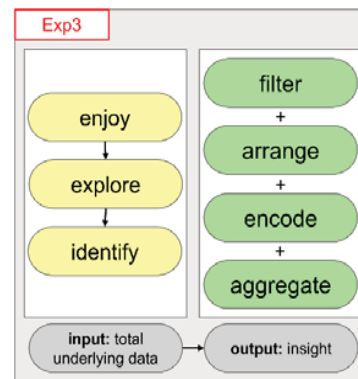 Exp3
enjoy
explore
identify
filter
+
arrange
+
encode
+
aggregate
input: total
underlying data
output: insight